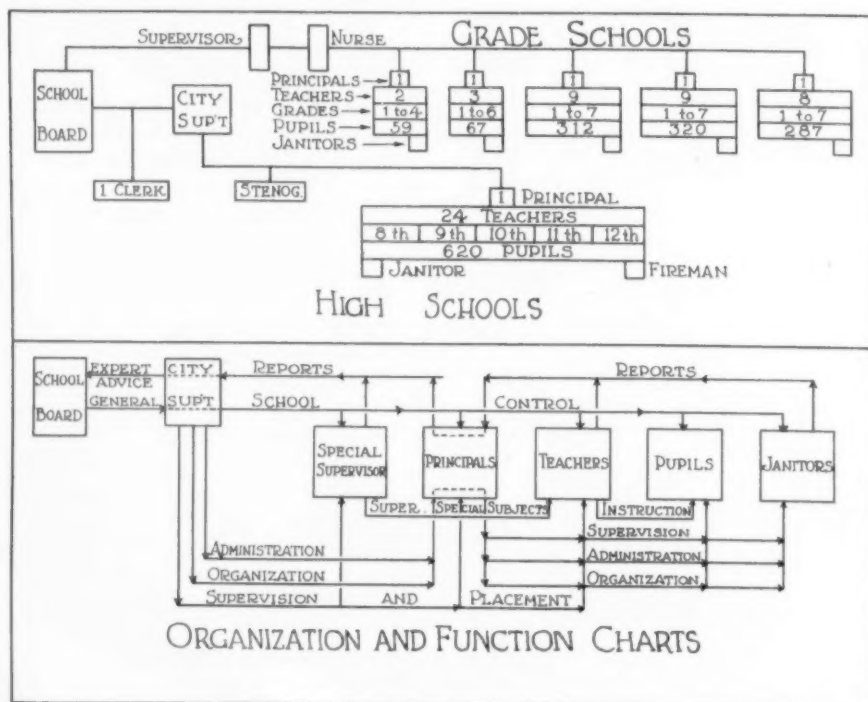 GRADE SCHOOLS
SUPERVISOR
NURSE
SCHOOL
BOARD
CITY
SUP'T
PRINCIPALS
1 1 1 1 1
TEACHERS
2 3 9 9 8
GRADES
1 to 4 1 to 6 1 to 7 1 to 7 1 to 7
PUPILS
59 67 312 320 287
JANITORS
1 CLERK
STENOG.
1 PRINCIPAL
24 TEACHERS
8th 9th 10th 11th 12th
620 PUPILS
JANITOR
FIREMAN
HIGH SCHOOLS
SCHOOL
BOARD
EXPERT
ADVICE
GENERAL
CITY
SUP'T
REPORTS
REPORTS
SCHOOL
CONTROL
SPECIAL
SUPERVISOR
PRINCIPALS
TEACHERS
PUPILS
JANITORS
SUPER. SPECIAL SUBJECTS
INSTRUCTION
SUPERVISION
ADMINISTRATION
ADMINISTRATION
ORGANIZATION
ORGANIZATION
SUPERVISION AND PLACEMENT
ORGANIZATION AND FUNCTION CHARTS